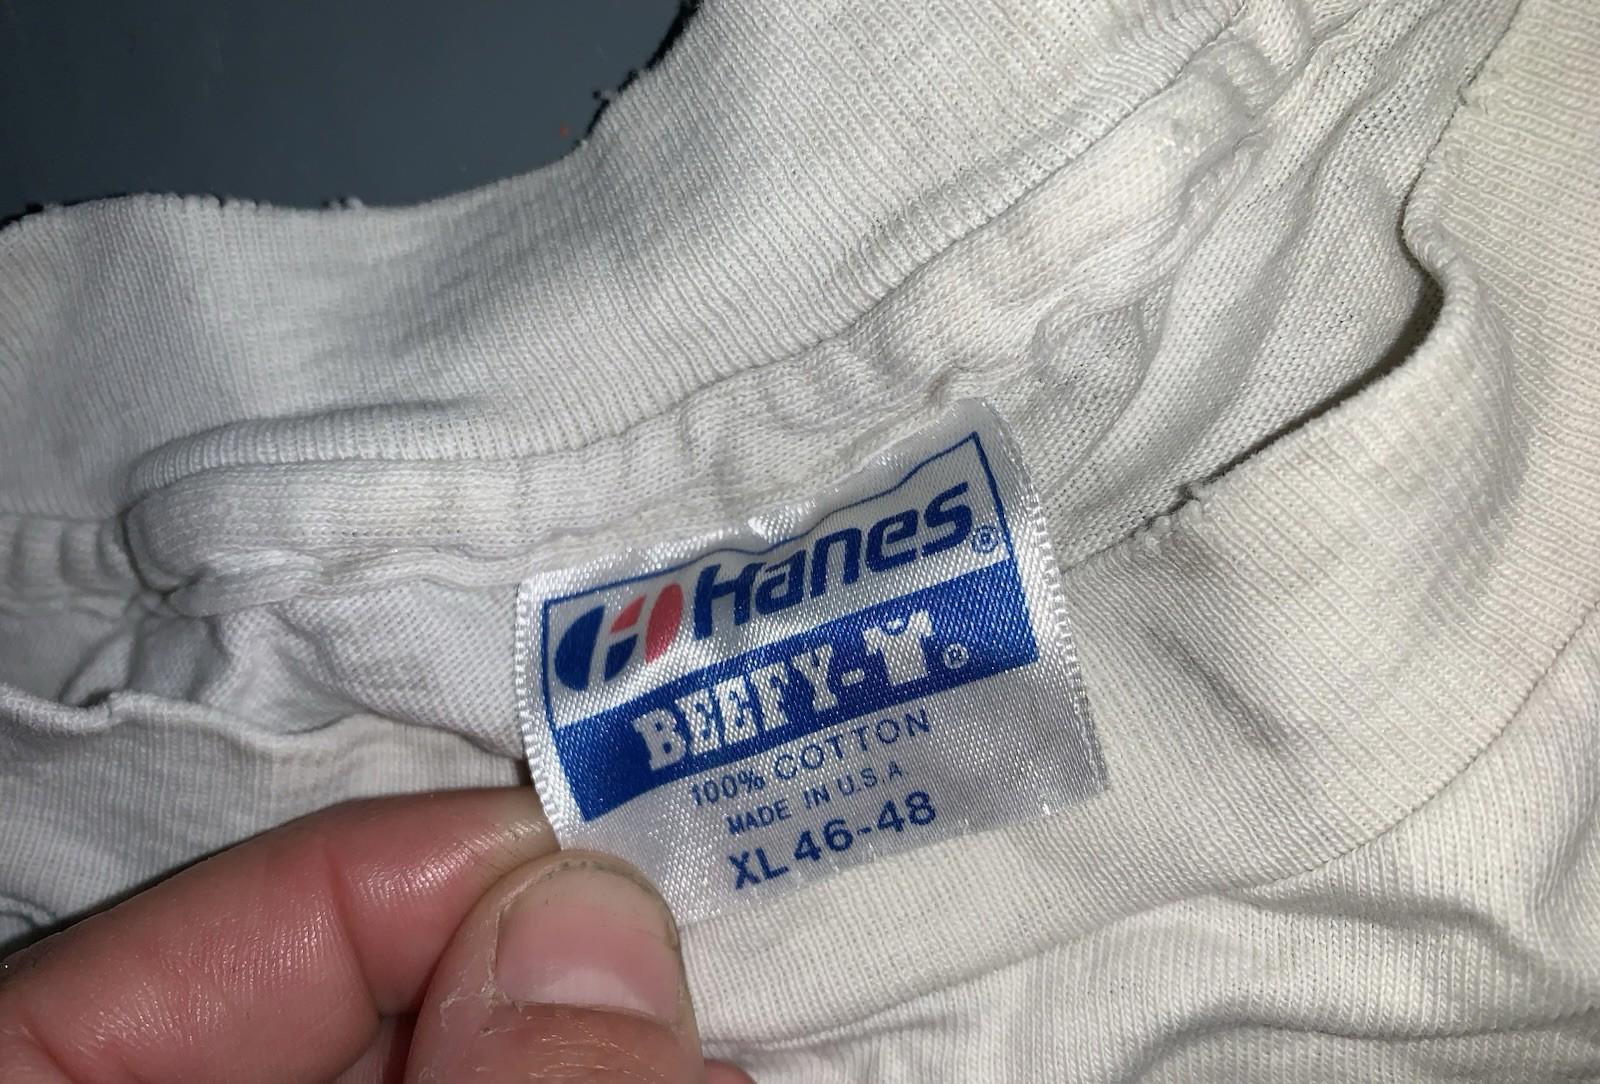 Hanes®
BEEFY-T®
100% COTTON
MADE IN U.S.A
XL 46-48